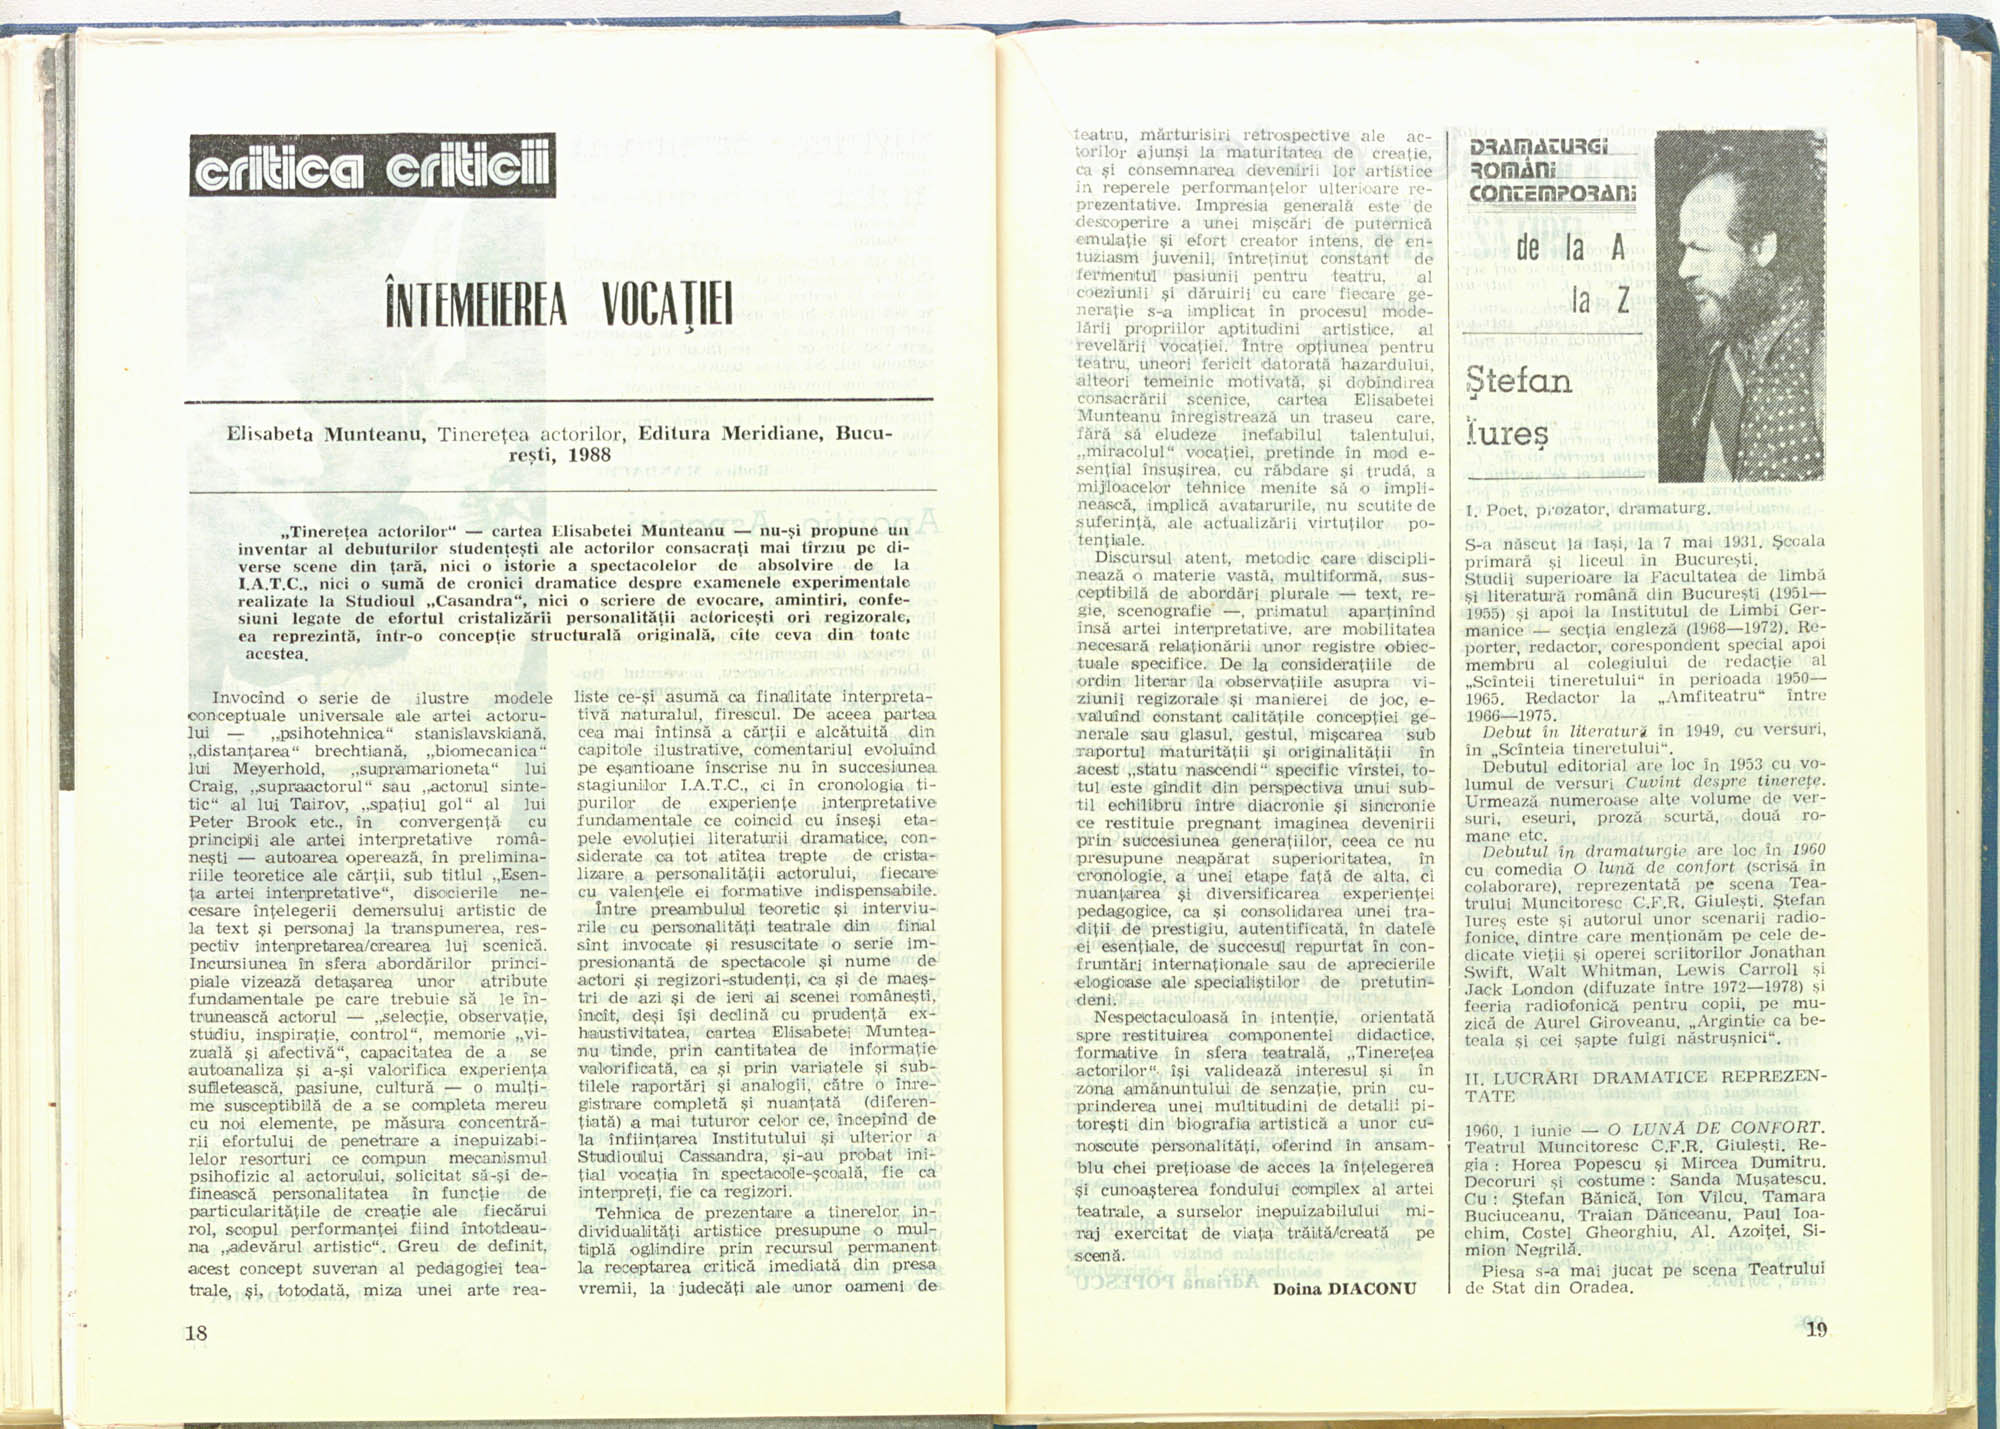 critica criticii
ÎNTEMEIEREA VOCAȚIEI
Elisabeta Munteanu, Tinerețea actorilor, Editura Meridiane, Bucu-
rești, 1988
„Tinerețea actorilor“ — cartea Elisabetei Munteanu — nu-și propune un
inventar al debuturilor studențești ale actorilor consacrați mai tîrziu pe di-
verse scene din țară, nici o istorie a spectacolelor de absolvire de la
I.A.T.C., nici o sumă de cronici dramatice despre examenele experimentale
realizate la Studioul „Casandra“, nici o scriere de evocare, amintiri, confe-
siuni legate de efortul cristalizării personalității actoricești ori regizorale,
ea reprezintă, într-o concepție structurală originală, cîte ceva din toate
acestea.
Invocînd o serie de ilustre modele
conceptuale universale ale artei actoru-
lui — „psihotehnica“ stanislavskiană,
„distanțarea“ brechtiană, „biomecanica“
lui Meyerhold, „supramarioneta“ lui
Craig, „supraactorul“ sau „actorul sinte-
tic“ al lui Tairov, „spațiul gol“ al lui
Peter Brook etc., în convergență cu
principii ale artei interpretative româ-
nești — autoarea operează, în prelimina-
riile teoretice ale cărții, sub titlul „Esen-
ța artei interpretative“, disocierile ne-
cesare înțelegerii demersului artistic de
la text și personaj la transpunerea, res-
pectiv interpretarea/crearea lui scenică.
Incursiunea în sfera abordărilor princi-
piale vizează detașarea unor atribute
fundamentale pe care trebuie să le în-
trunească actorul — „selecție, observație,
studiu, inspirație, control“, memorie „vi-
zuală și afectivă“, capacitatea de a se
autoanaliza și a-și valorifica experiența
sufletească, pasiune, cultură — o mulți-
me susceptibilă de a se completa mereu
cu noi elemente, pe măsura concentră-
rii efortului de penetrare a inepuizabi-
lelor resorturi ce compun mecanismul
psihofizic al actorului, solicitat să-și de-
finească personalitatea în funcție de
particularitățile de creație ale fiecărui
rol, scopul performanței fiind întotdeau-
na „adevărul artistic“. Greu de definit,
acest concept suveran al pedagogiei tea-
trale, și, totodată, miza unei arte rea-
liste ce-și asumă ca finalitate interpreta-
tivă naturalul, firescul. De aceea partea
cea mai întinsă a cărții e alcătuită din
capitole ilustrative, comentariul evoluînd
pe eșantioane înscrise nu în succesiunea
stagiunilor I.A.T.C., ci în cronologia ti-
purilor de experiențe interpretative
fundamentale ce coincid cu înseși eta-
pele evoluției literaturii dramatice, con-
siderate ca tot atîtea trepte de crista-
lizare a personalității actorului, fiecare
cu valențele ei formative indispensabile.
Între preambulul teoretic și interviu-
rile cu personalități teatrale din final
sînt invocate și resuscitate o serie im-
presionantă de spectacole și nume de
actori și regizori-studenți, ca și de maeș-
tri de azi și de ieri ai scenei românești,
încît, deși își declină cu prudență ex-
haustivitatea, cartea Elisabetei Muntea-
nu tinde, prin cantitatea de informație
valorificată, ca și prin variatele și sub-
tilele raportări și analogii, către o înre-
gistrare completă și nuanțată (diferen-
țiată) a mai tuturor celor ce, începînd de
la înființarea Institutului și ulterior a
Studioului Cassandra, și-au probat ini-
țial vocația în spectacole-școală, fie ca
interpreți, fie ca regizori.
Tehnica de prezentare a tinerelor in-
dividualități artistice presupune o mul-
tiplă oglindire prin recursul permanent
la receptarea critică imediată din presa
vremii, la judecăți ale unor oameni de
18
teatru, mărturisiri retrospective ale ac-
torilor ajunși la maturitatea de creație,
ca și consemnarea devenirii lor artistice
în reperele performanțelor ulterioare re-
prezentative. Impresia generală este de
descoperire a unei mișcări de puternică
emulație și efort creator intens, de en-
tuziasm juvenil, întreținut constant de
fermentul pasiunii pentru teatru, al
coeziunii și dăruirii cu care fiecare ge-
nerație s-a implicat în procesul mode-
lării propriilor aptitudini artistice, al
revelării vocației. Între opțiunea pentru
teatru, uneori fericit datorată hazardului,
alteori temeinic motivată, și dobîndirea
consacrării scenice, cartea Elisabetei
Munteanu înregistrează un traseu care,
fără să eludeze inefabilul talentului,
„miracolul“ vocației, pretinde în mod e-
sențial însușirea, cu răbdare și trudă, a
mijloacelor tehnice menite să o împli-
nească, implică avatarurile, nu scutite de
suferință, ale actualizării virtuților po-
tențiale.
Discursul atent, metodic care discipli-
nează o materie vastă, multiformă, sus-
ceptibilă de abordări plurale — text, re-
gie, scenografie —, primatul aparținînd
însă artei interpretative, are mobilitatea
necesară relaționării unor registre obiec-
tuale specifice. De la considerațiile de
ordin literar la observațiile asupra vi-
ziunii regizorale și manierei de joc, e-
valuînd constant calitățile concepției ge-
nerale sau glasul, gestul, mișcarea sub
raportul maturității și originalității în
acest „statu nascendi“ specific vîrstei, to-
tul este gîndit din perspectiva unui sub-
til echilibru între diacronie și sincronie
ce restituie pregnant imaginea devenirii
prin succesiunea generațiilor, ceea ce nu
presupune neapărat superioritatea, în
cronologie, a unei etape față de alta, ci
nuanțarea și diversificarea experienței
pedagogice, ca și consolidarea unei tra-
diții de prestigiu, autentificată, în datele
ei esențiale, de succesul repurtat în con-
fruntări internaționale sau de aprecierile
elogioase ale specialiștilor de pretutin-
deni.
Nespectaculoasă în intenție, orientată
spre restituirea componentei didactice,
formative în sfera teatrală, „Tinerețea
actorilor“ își validează interesul și în
zona amănuntului de senzație, prin cu-
prinderea unei multitudini de detalii pi-
torești din biografia artistică a unor cu-
noscute personalități, oferind în ansam-
blu chei prețioase de acces la înțelegerea
și cunoașterea fondului complex al artei
teatrale, a surselor inepuizabilului mi-
raj exercitat de viața trăită/creată pe
scenă.
Doina DIACONU
DRAMATURGI
ROMÂNI
CONTEMPORANI
de la A
la Z
Ștefan
Iureș
I. Poet, prozator, dramaturg.
S-a născut la Iași, la 7 mai 1931. Școala
primară și liceul în București.
Studii superioare la Facultatea de limbă
și literatură română din București (1951—
1955) și apoi la Institutul de Limbi Ger-
manice — secția engleză (1968—1972). Re-
porter, redactor, corespondent special apoi
membru al colegiului de redacție al
„Scînteii tineretului“ în perioada 1950—
1965. Redactor la „Amfiteatru“ între
1966—1975.
Debut în literatură în 1949, cu versuri,
în „Scînteia tineretului“.
Debutul editorial are loc în 1953 cu vo-
lumul de versuri Cuvînt despre tinerețe.
Urmează numeroase alte volume de ver-
suri, eseuri, proză scurtă, două ro-
mane etc.
Debutul în dramaturgie are loc în 1960
cu comedia O lună de confort (scrisă în
colaborare), reprezentată pe scena Tea-
trului Muncitoresc C.F.R. Giulești. Ștefan
Iureș este și autorul unor scenarii radio-
fonice, dintre care menționăm pe cele de-
dicate vieții și operei scriitorilor Jonathan
Swift, Walt Whitman, Lewis Carroll și
Jack London (difuzate între 1972—1978) și
feeria radiofonică pentru copii, pe mu-
zică de Aurel Giroveanu, „Argintie ca be-
teala și cei șapte fulgi năstrușnici“.
II. LUCRĂRI DRAMATICE REPREZEN-
TATE
1960, 1 iunie — O LUNĂ DE CONFORT.
Teatrul Muncitoresc C.F.R. Giulești. Re-
gia : Horea Popescu și Mircea Dumitru.
Decoruri și costume : Sanda Mușatescu.
Cu : Ștefan Bănică, Ion Vîlcu, Tamara
Buciuceanu, Traian Dănceanu, Paul Ioa-
chim, Costel Gheorghiu, Al. Azoiței, Si-
mion Negrilă.
Piesa s-a mai jucat pe scena Teatrului
de Stat din Oradea.
19